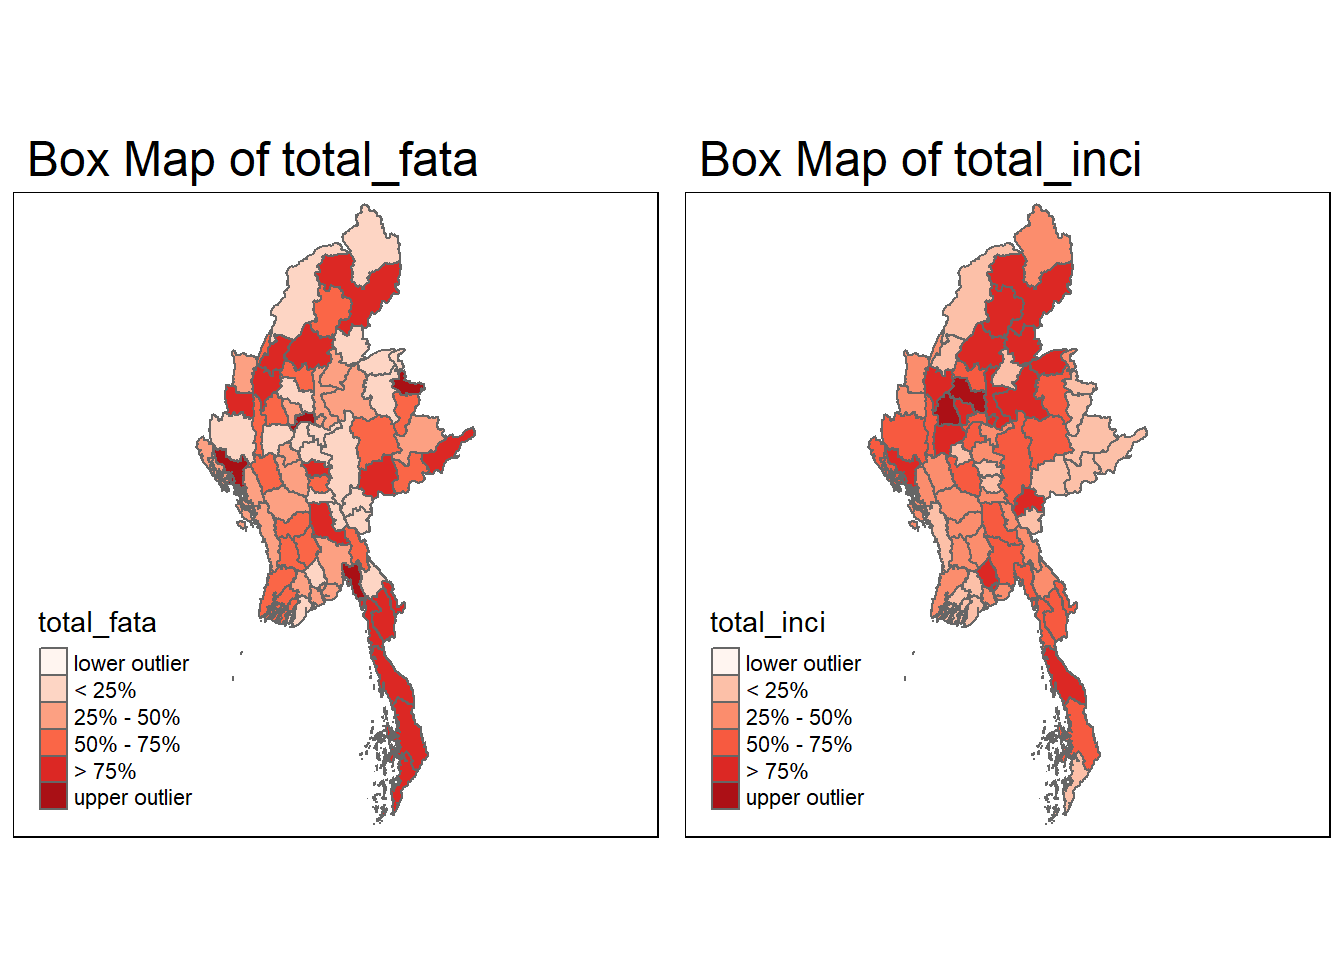 Box Map of total_fata
total_fata
lower outlier
< 25%
25% - 50%
50% - 75%
> 75%
upper outlier
Box Map of total_inci
total_inci
lower outlier
< 25%
25% - 50%
50% - 75%
> 75%
upper outlier